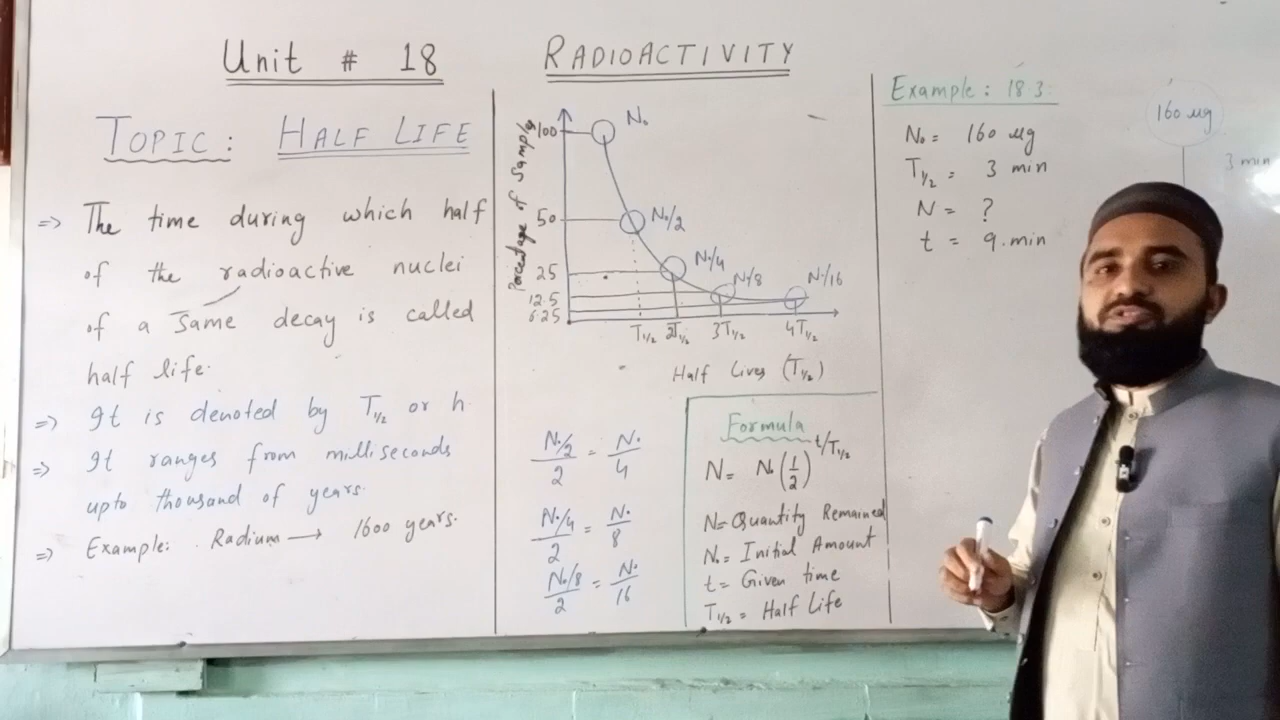 Unit # 18
RADIOACTIVITY
TOPIC: HALF LIFE
=> The time during which half
of the radioactive nuclei
of a same decay is called
half life.
=> It is denoted by T1/2 or h
=> It ranges from milliseconds
upto thousand of years.
=> Example: Radium → 1600 years.
Percentage of Sample
100
50
25
12.5
6.25
N₀
N₀/2
N₀/4
N₀/8
N₀/16
T1/2 2T1/2 3T1/2 4T1/2
Half Lives (T1/2)
N₀/2 / 2 = N₀/4
N₀/4 / 2 = N₀/8
N₀/8 / 2 = N₀/16
Formula
N = N₀ (1/2)^t/T1/2
N = Quantity Remained
N₀ = Initial Amount
t = Given time
T1/2 = Half Life
Example: 18.3:
N₀ = 160 μg
T1/2 = 3 min
N = ?
t = 9.min
160 μg
3 min